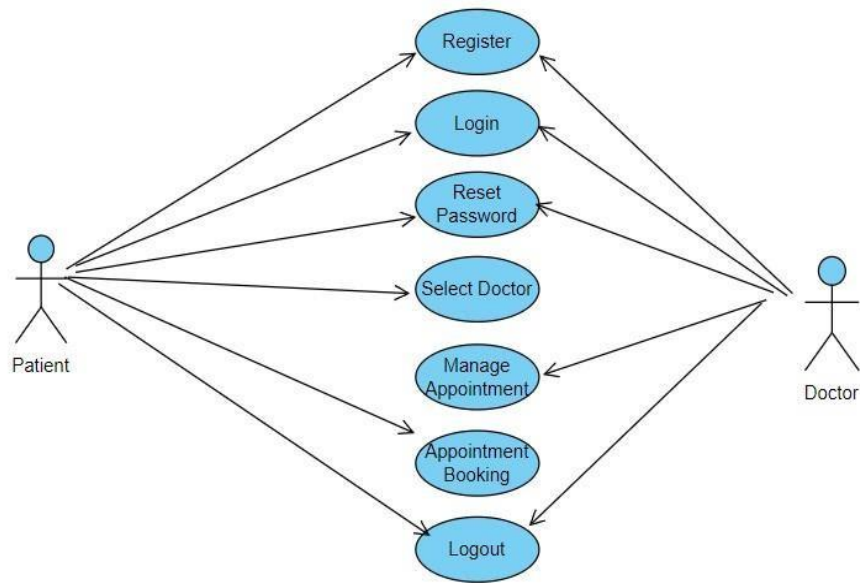 Register
Login
Reset
Password
Select Doctor
Patient
Manage
Appointment
Doctor
Appointment
Booking
Logout